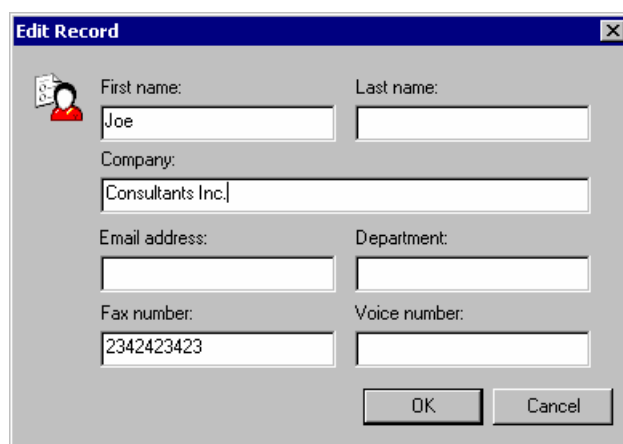 Edit Record
First name: Last name:
Joe
Company:
Consultants Inc.
Email address: Department:
Fax number: Voice number:
2342423423
OK Cancel